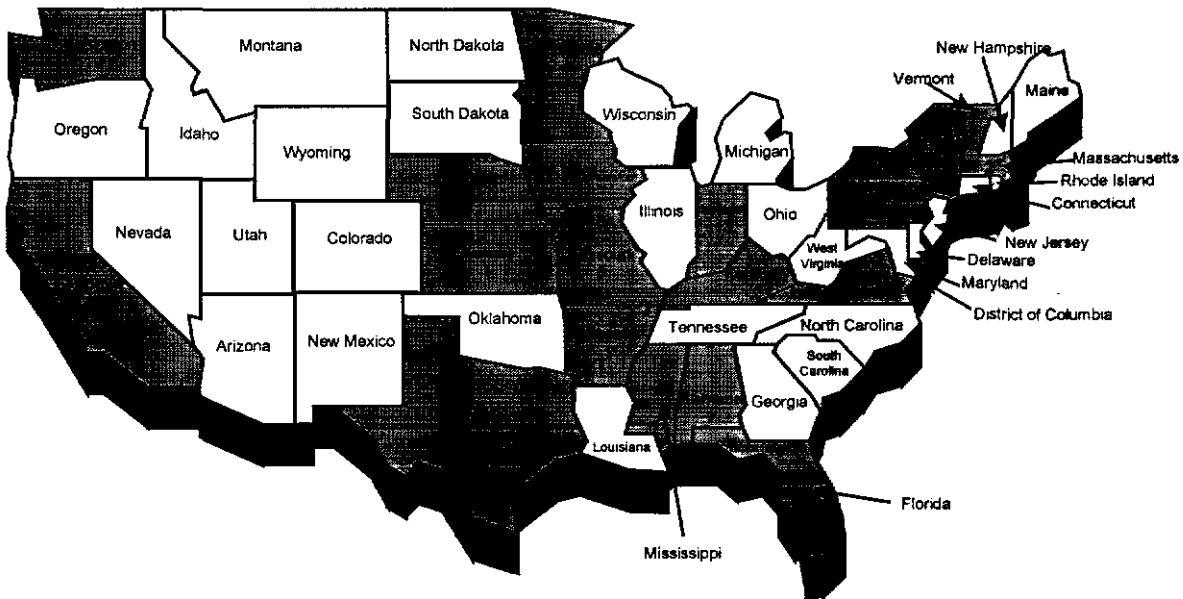 Montana
North Dakota
New Hampshire
Vermont
Maine
Oregon
Idaho
South Dakota
Wisconsin
Wyoming
Michigan
Massachusetts
Rhode Island
Connecticut
Nevada
Utah
Colorado
Illinois
Ohio
West
Virginia
New Jersey
Delaware
Maryland
District of Columbia
Oklahoma
Tennessee
North Carolina
Arizona
New Mexico
South
Carolina
Georgia
Louisiana
Florida
Mississippi